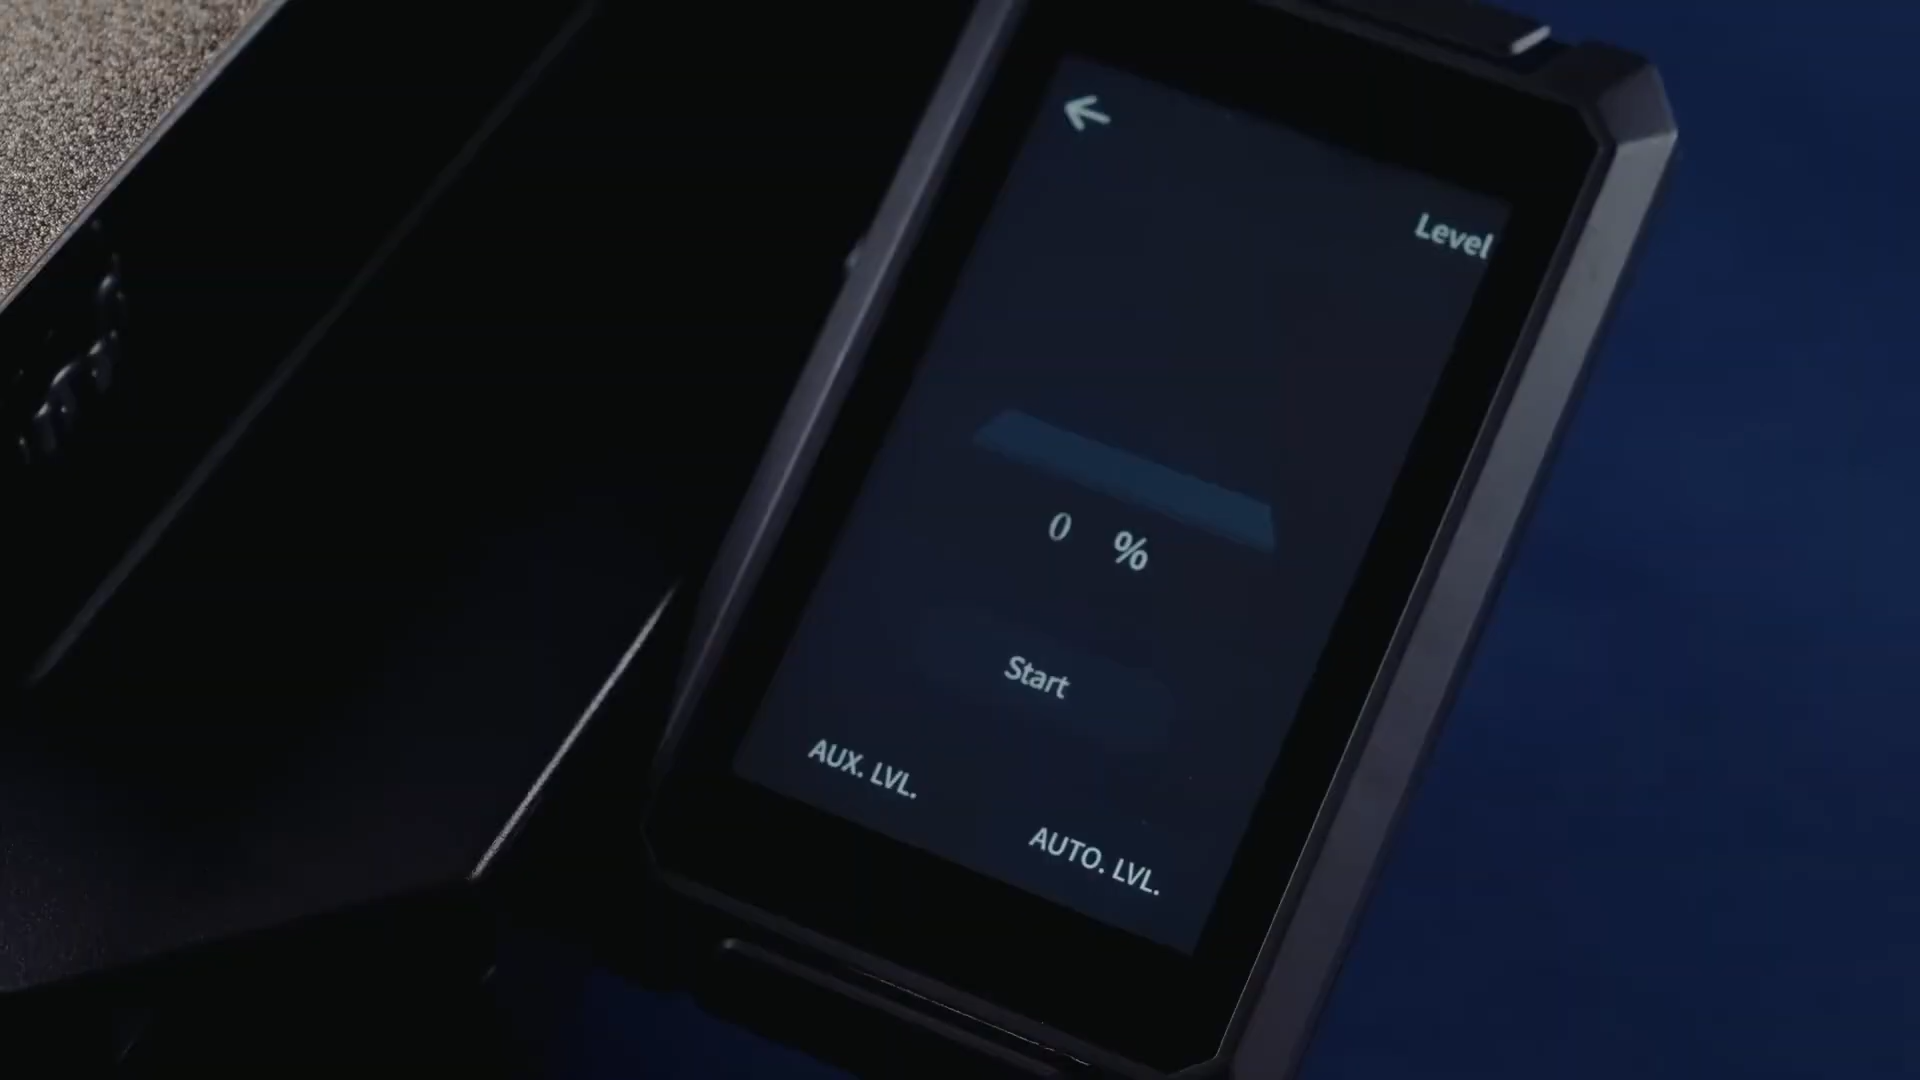 Level
0 %
Start
AUX. LVL.
AUTO. LVL.